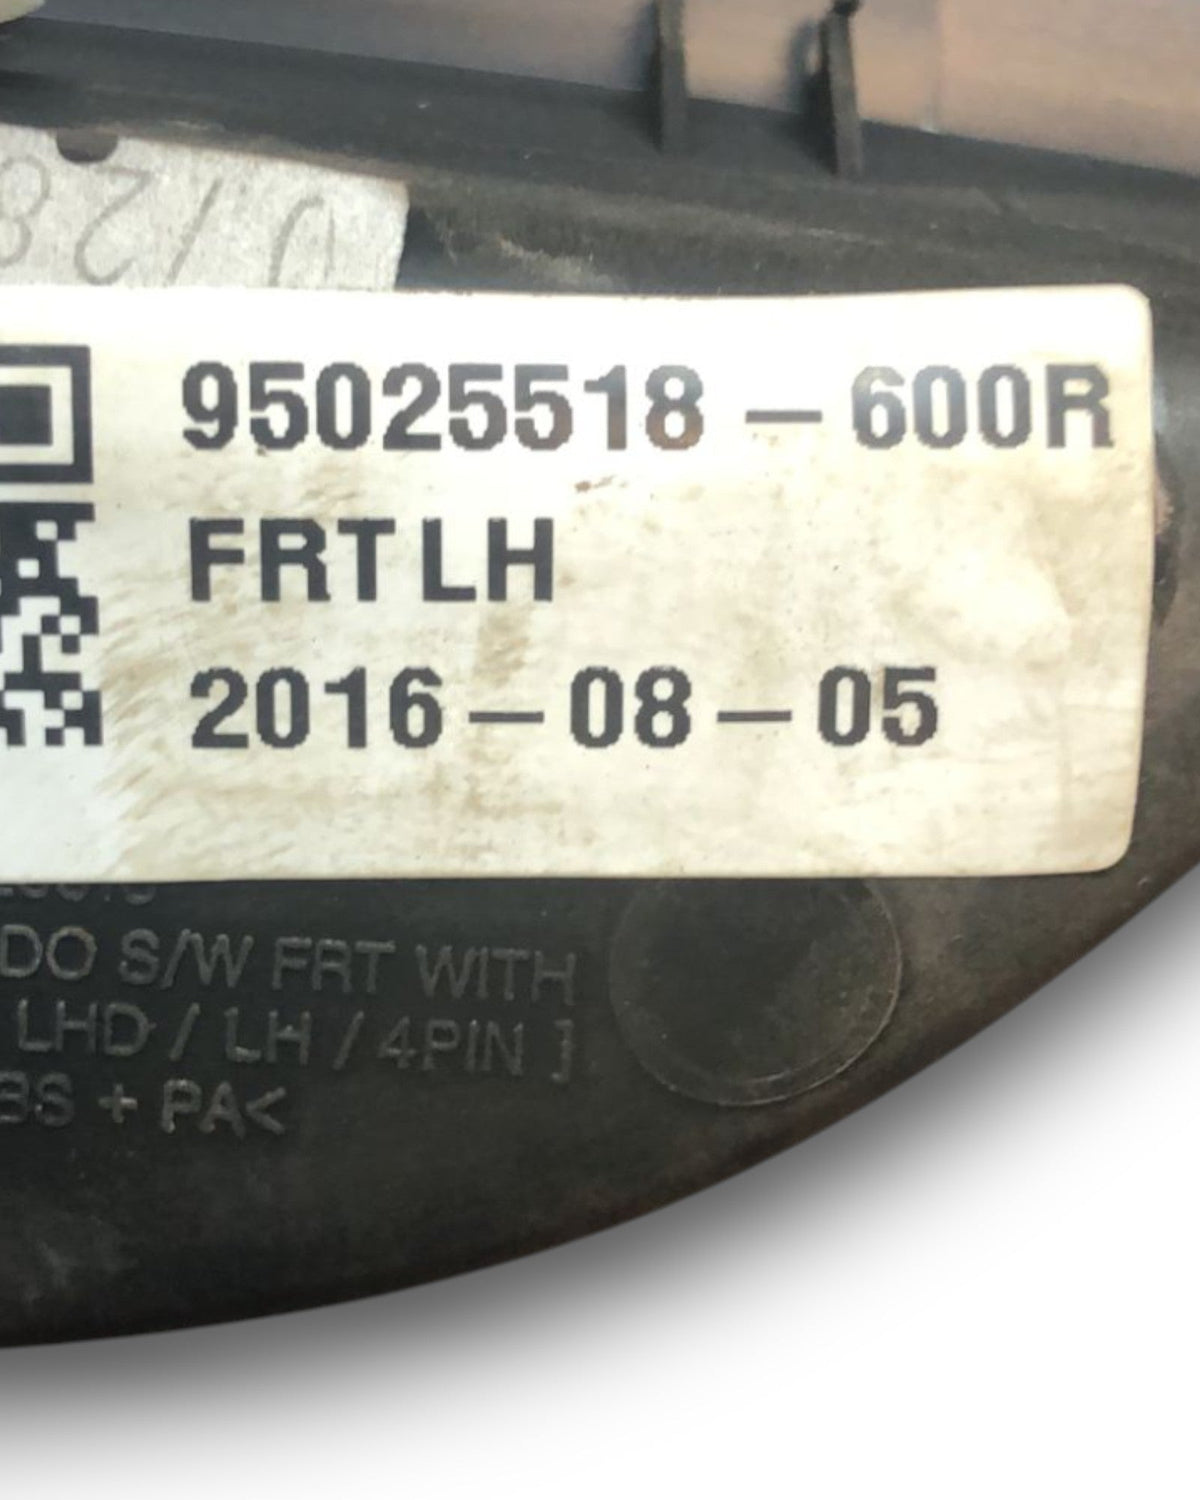 95025518-600R
FRT LH
2016-08-05
DO S/W FRT WITH
LHD / LH / 4PIN ]
BS + PA<